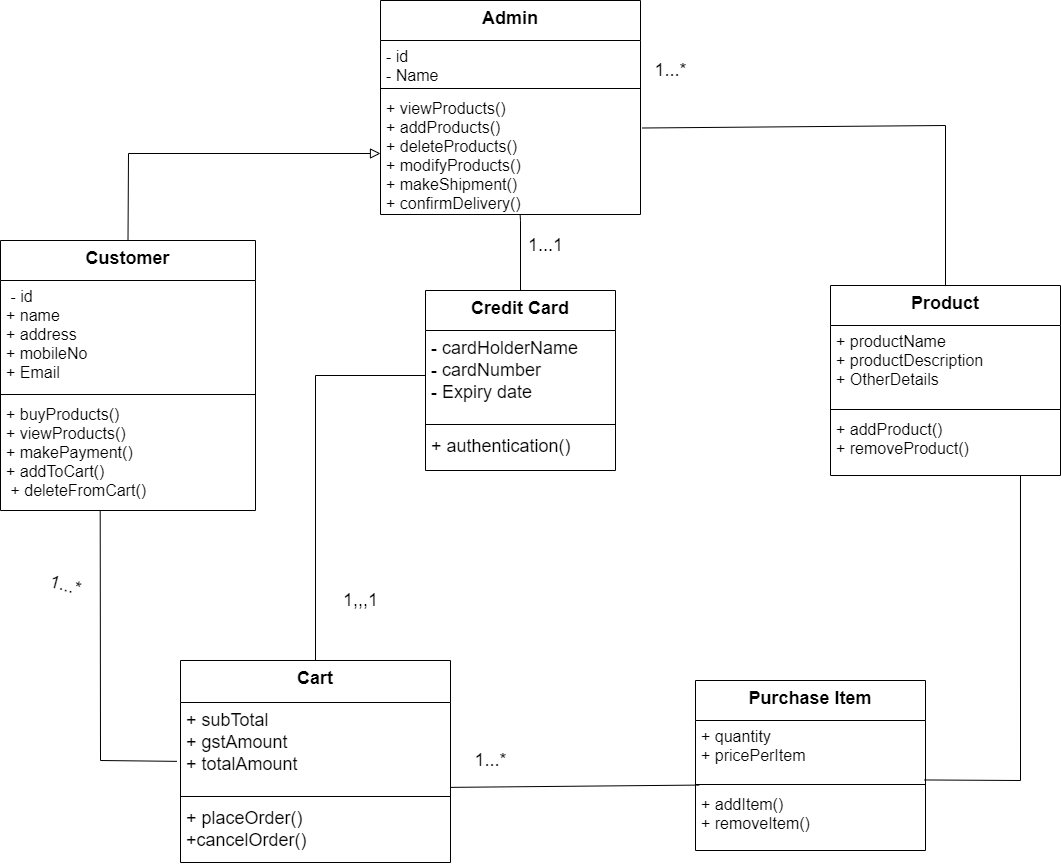 Admin
- id
- Name
1...*
+ viewProducts()
+ addProducts()
+ deleteProducts()
+ modifyProducts()
+ makeShipment()
+ confirmDelivery()
1...1
Customer
- id
+ name
+ address
+ mobileNo
+ Email
+ buyProducts()
+ viewProducts()
+ makePayment()
+ addToCart()
+ deleteFromCart()
Credit Card
- cardHolderName
- cardNumber
- Expiry date
+ authentication()
Product
+ productName
+ productDescription
+ OtherDetails
+ addProduct()
+ removeProduct()
1...*
1,,,1
Cart
+ subTotal
+ gstAmount
+ totalAmount
+ placeOrder()
+cancelOrder()
1...*
Purchase Item
+ quantity
+ pricePerItem
+ addItem()
+ removeItem()